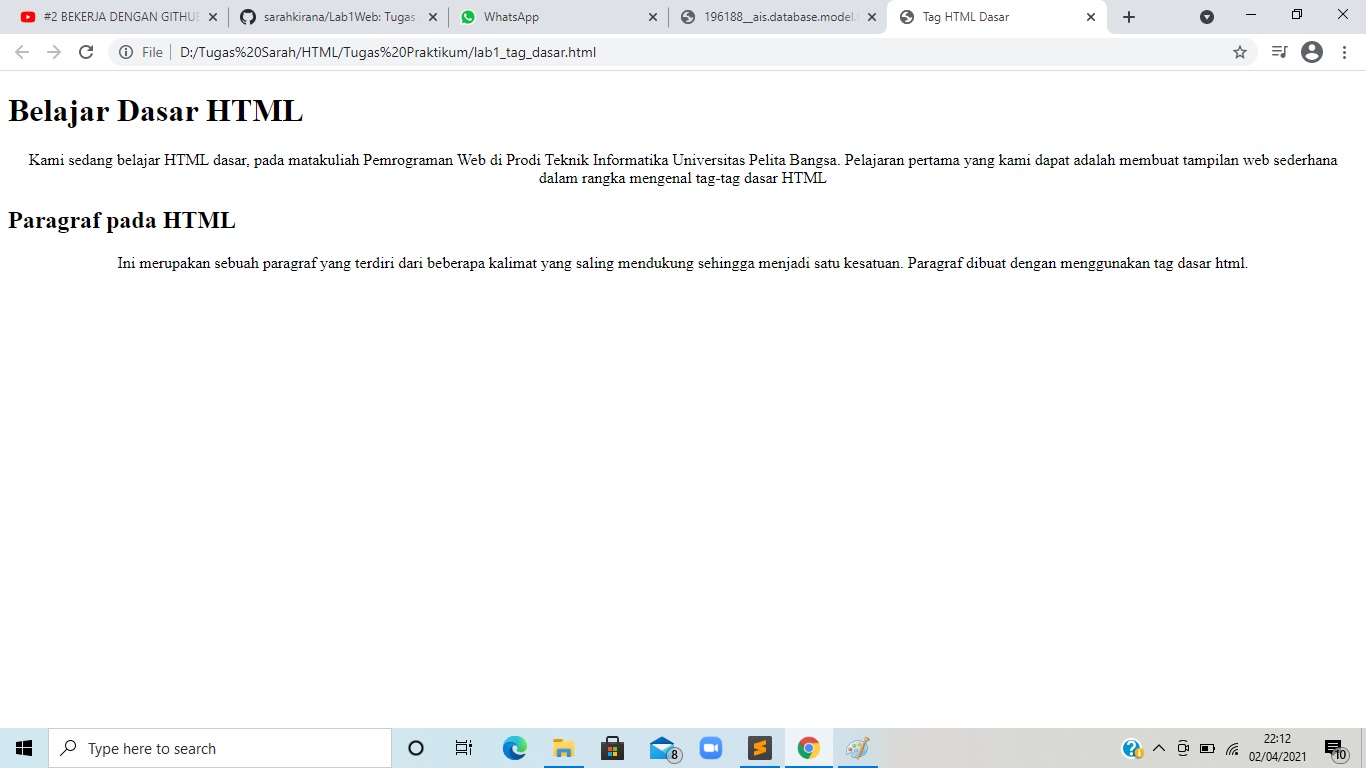 #2 BEKERJA DENGAN GITHUB
sarahkirana/Lab1Web: Tugas
WhatsApp
196188__ais.database.model.
Tag HTML Dasar
File
D:/Tugas%20Sarah/HTML/Tugas%20Praktikum/lab1_tag_dasar.html
Belajar Dasar HTML
Kami sedang belajar HTML dasar, pada matakuliah Pemrograman Web di Prodi Teknik Informatika Universitas Pelita Bangsa. Pelajaran pertama yang kami dapat adalah membuat tampilan web sederhana
dalam rangka mengenal tag-tag dasar HTML
Paragraf pada HTML
Ini merupakan sebuah paragraf yang terdiri dari beberapa kalimat yang saling mendukung sehingga menjadi satu kesatuan. Paragraf dibuat dengan menggunakan tag dasar html.
Type here to search
8
22:12
02/04/2021
10